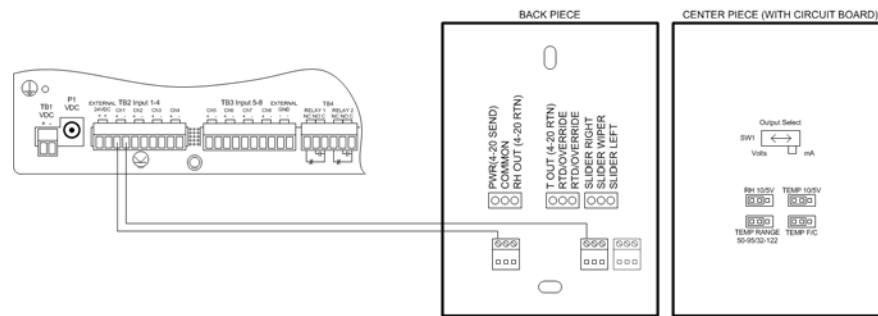 BACK PIECE
CENTER PIECE (WITH CIRCUIT BOARD)
TB1
VDC
+ -
P1
VDC
EXTERNAL
24VDC
+ +
TB2 Input 1-4
Ch1 Ch2 Ch3 Ch4
+ - + - + - + -
TB3 Input 5-8
Ch5 Ch6 Ch7 Ch8
+ - + - + - + -
EXTERNAL
GND
- -
TB4
RELAY 1 RELAY 2
NC NO C NC NO C
PWR(4-20 SEND)
COMMON
RH OUT (4-20 RTN)
T OUT (4-20 RTN)
RTD/OVERRIDE
RTD/OVERRIDE
SLIDER RIGHT
SLIDER WIPER
SLIDER LEFT
Output Select
SW1
Volts mA
RH 10/5V TEMP 10/5V
TEMP RANGE TEMP F/C
50-95/32-122